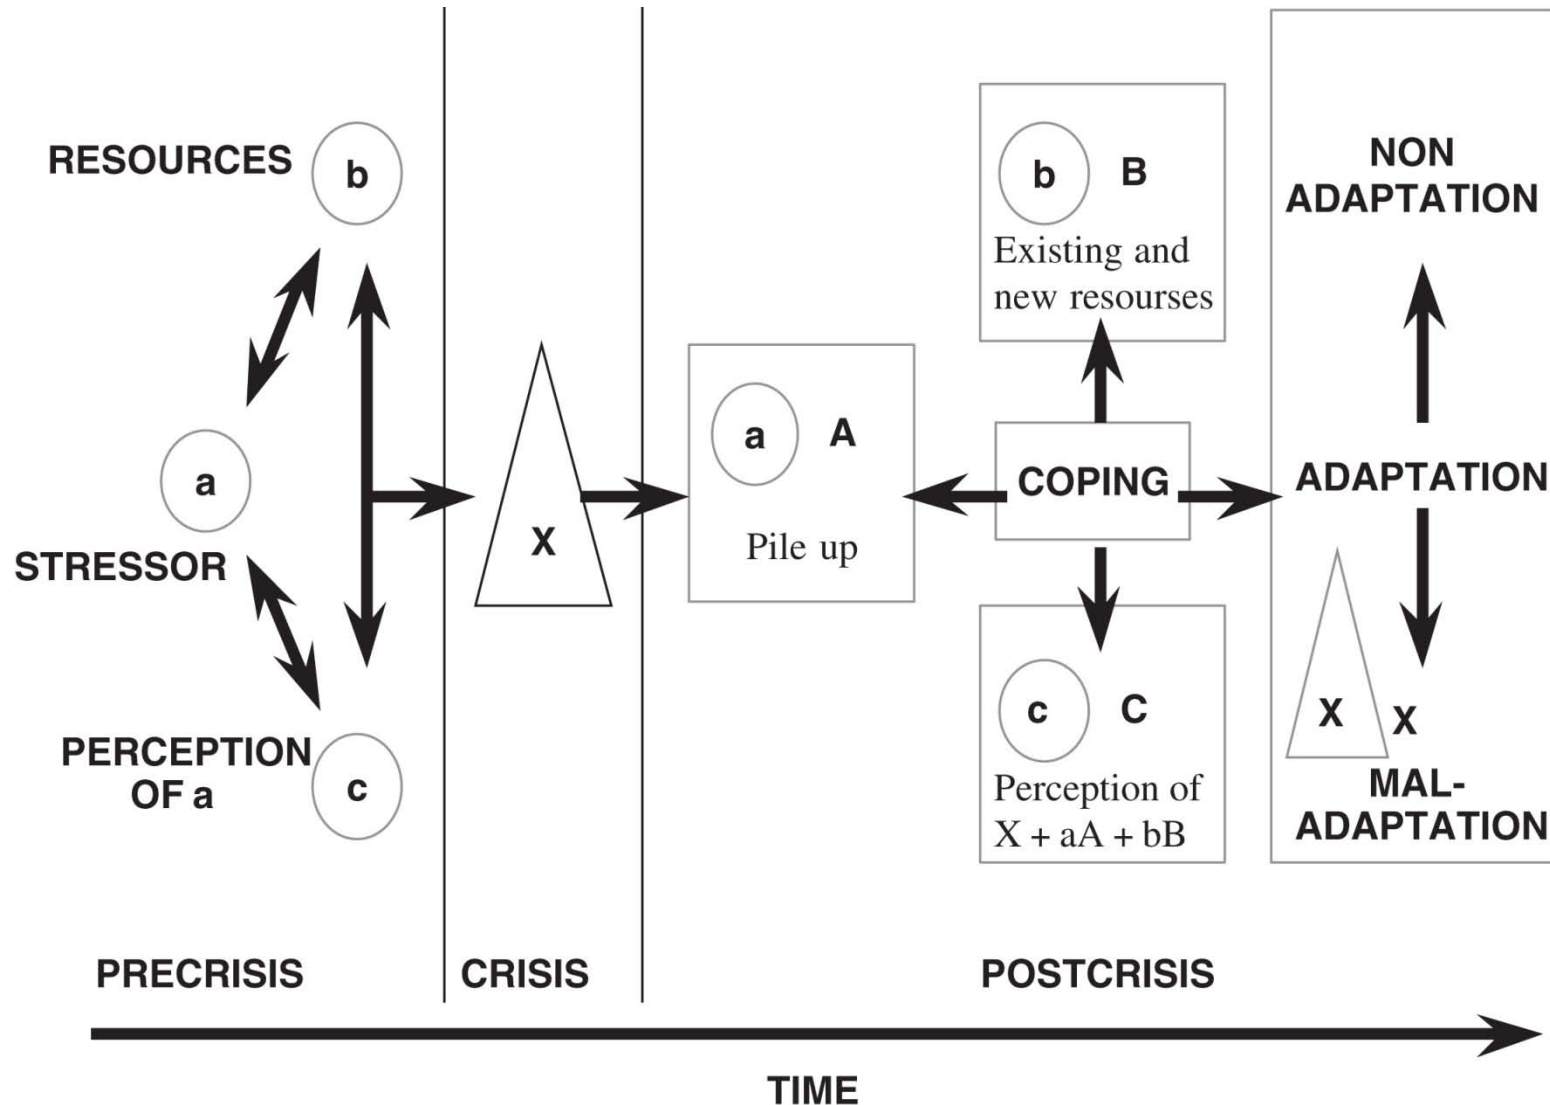 RESOURCES
b
a
STRESSOR
PERCEPTION
OF a
c
X
a A
Pile up
b B
Existing and
new resourses
COPING
c C
Perception of
X + aA + bB
NON
ADAPTATION
ADAPTATION
X X
MAL-
ADAPTATION
PRECRISIS
CRISIS
POSTCRISIS
TIME